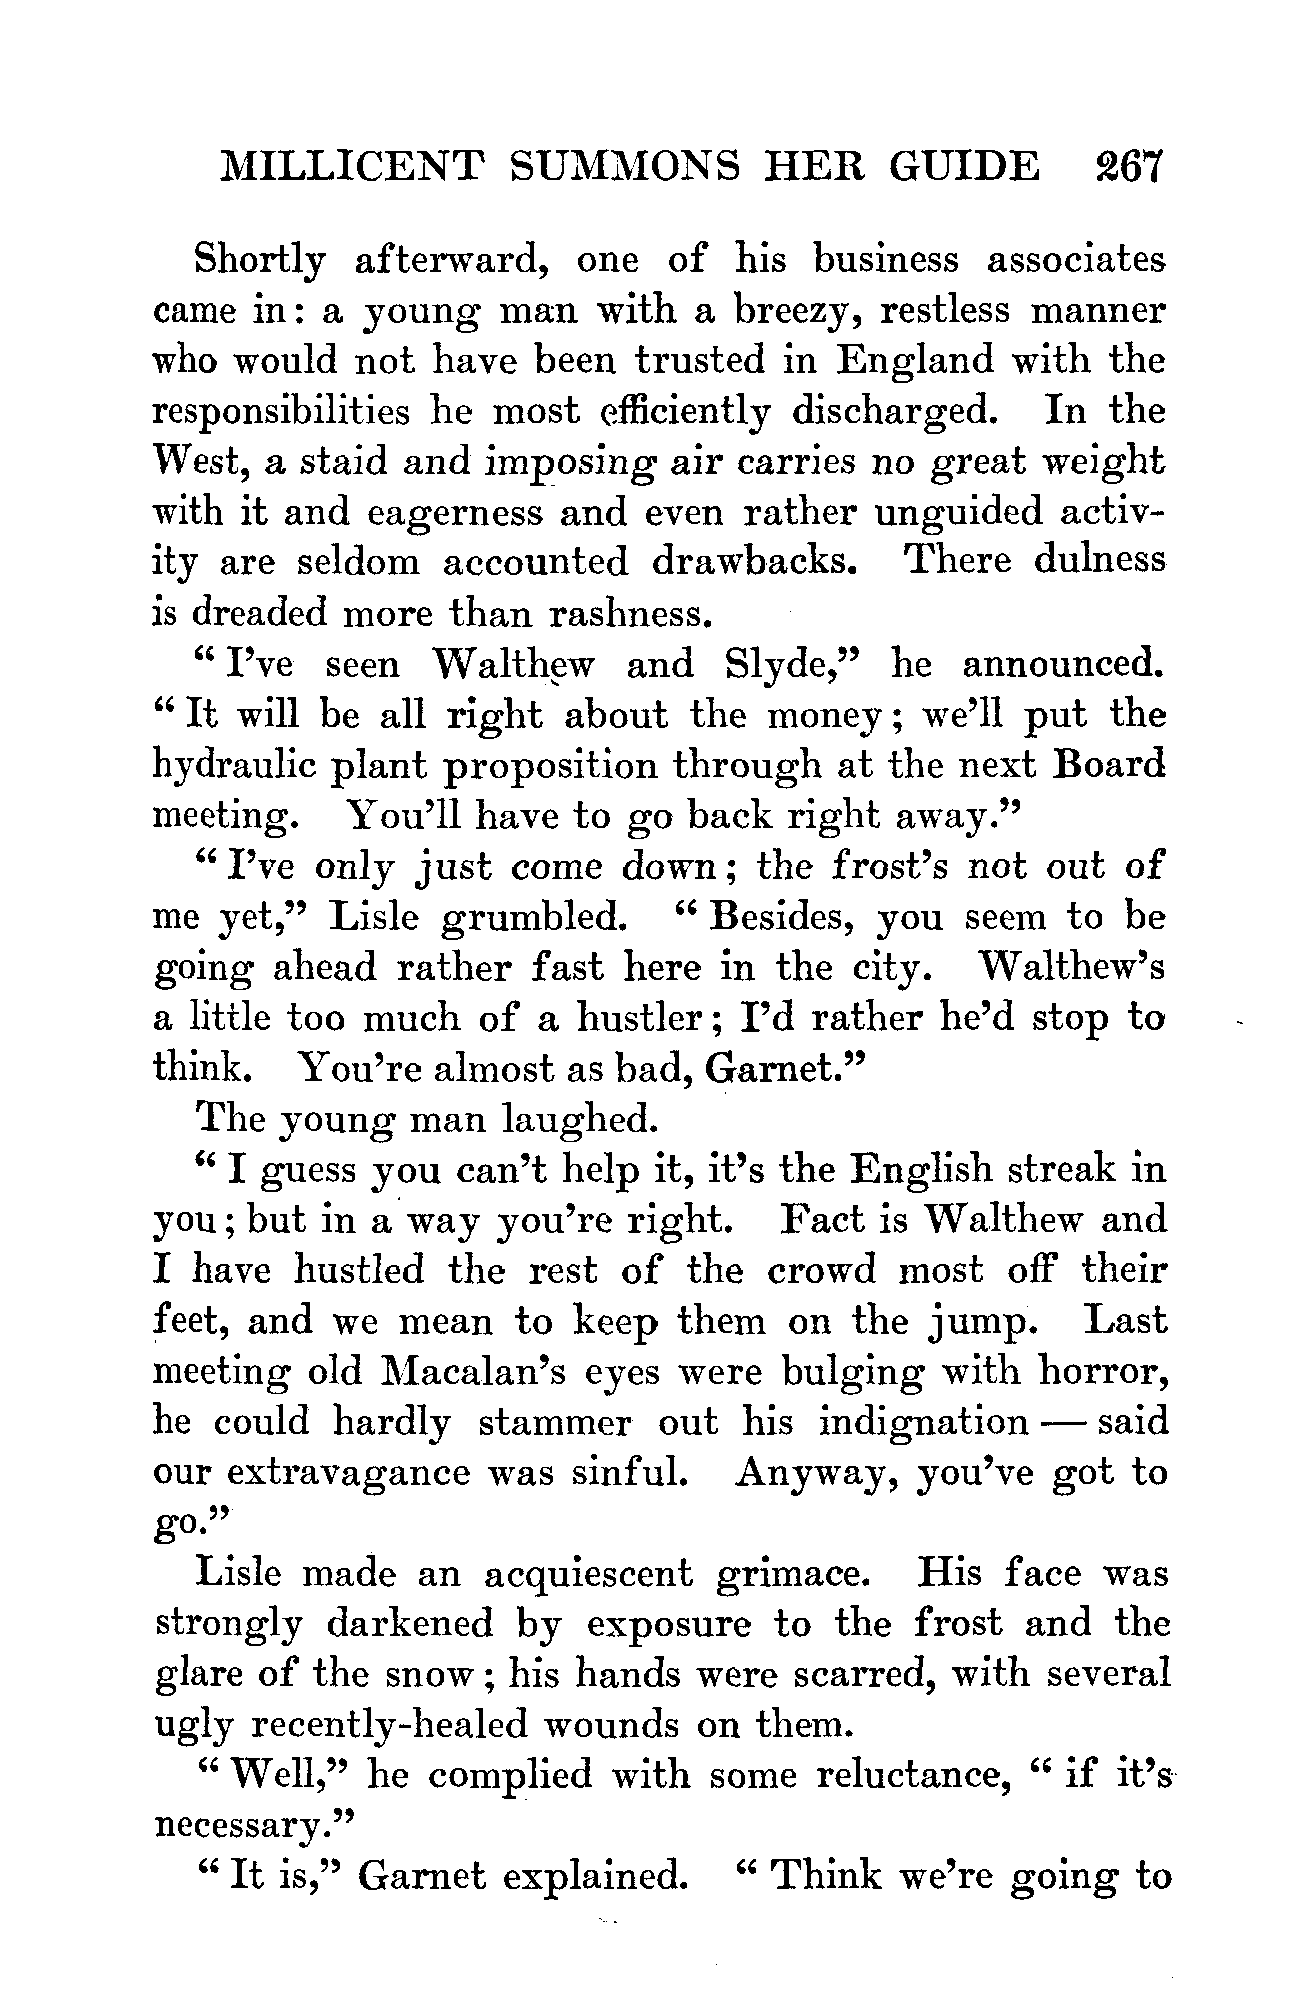 MILLICENT SUMMONS HER GUIDE 267
Shortly afterward, one of his business associates
came in: a young man with a breezy, restless manner
who would not have been trusted in England with the
responsibilities he most efficiently discharged. In the
West, a staid and imposing air carries no great weight
with it and eagerness and even rather unguided activ-
ity are seldom accounted drawbacks. There dulness
is dreaded more than rashness.
“I’ve seen Walthew and Slyde,” he announced.
“It will be all right about the money; we’ll put the
hydraulic plant proposition through at the next Board
meeting. You’ll have to go back right away.”
“I’ve only just come down; the frost’s not out of
me yet,” Lisle grumbled. “Besides, you seem to be
going ahead rather fast here in the city. Walthew’s
a little too much of a hustler; I’d rather he’d stop to
think. You’re almost as bad, Garnet.”
The young man laughed.
“I guess you can’t help it, it’s the English streak in
you; but in a way you’re right. Fact is Walthew and
I have hustled the rest of the crowd most off their
feet, and we mean to keep them on the jump. Last
meeting old Macalan’s eyes were bulging with horror,
he could hardly stammer out his indignation — said
our extravagance was sinful. Anyway, you’ve got to
go.”
Lisle made an acquiescent grimace. His face was
strongly darkened by exposure to the frost and the
glare of the snow; his hands were scarred, with several
ugly recently-healed wounds on them.
“Well,” he complied with some reluctance, “if it’s
necessary.”
“It is,” Garnet explained. “Think we’re going to